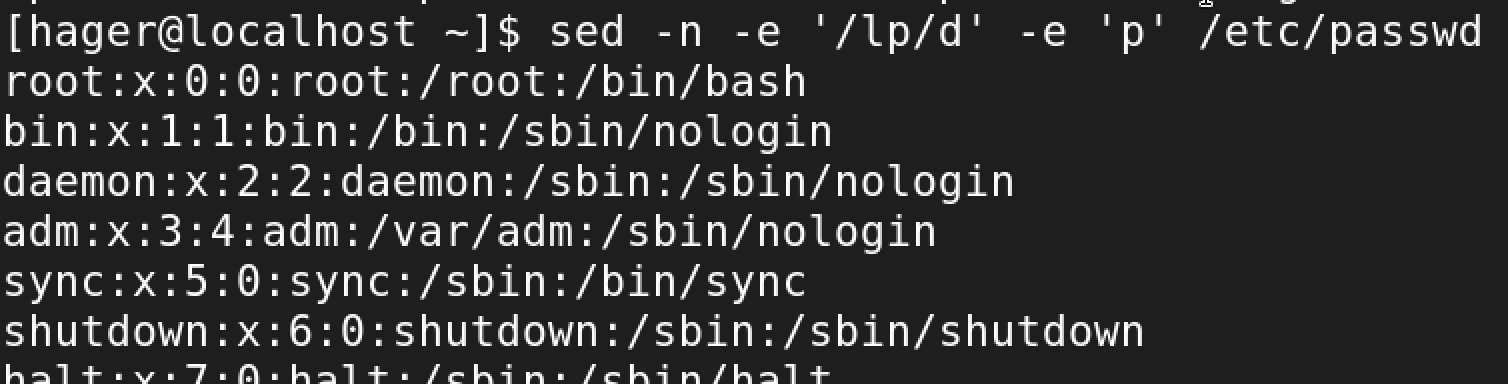 [hager@localhost ~]$ sed -n -e '/lp/d' -e 'p' /etc/passwd
root:x:0:0:root:/root:/bin/bash
bin:x:1:1:bin:/bin:/sbin/nologin
daemon:x:2:2:daemon:/sbin:/sbin/nologin
adm:x:3:4:adm:/var/adm:/sbin/nologin
sync:x:5:0:sync:/sbin:/bin/sync
shutdown:x:6:0:shutdown:/sbin:/sbin/shutdown
halt:x:7:0:halt:/sbin:/sbin/halt